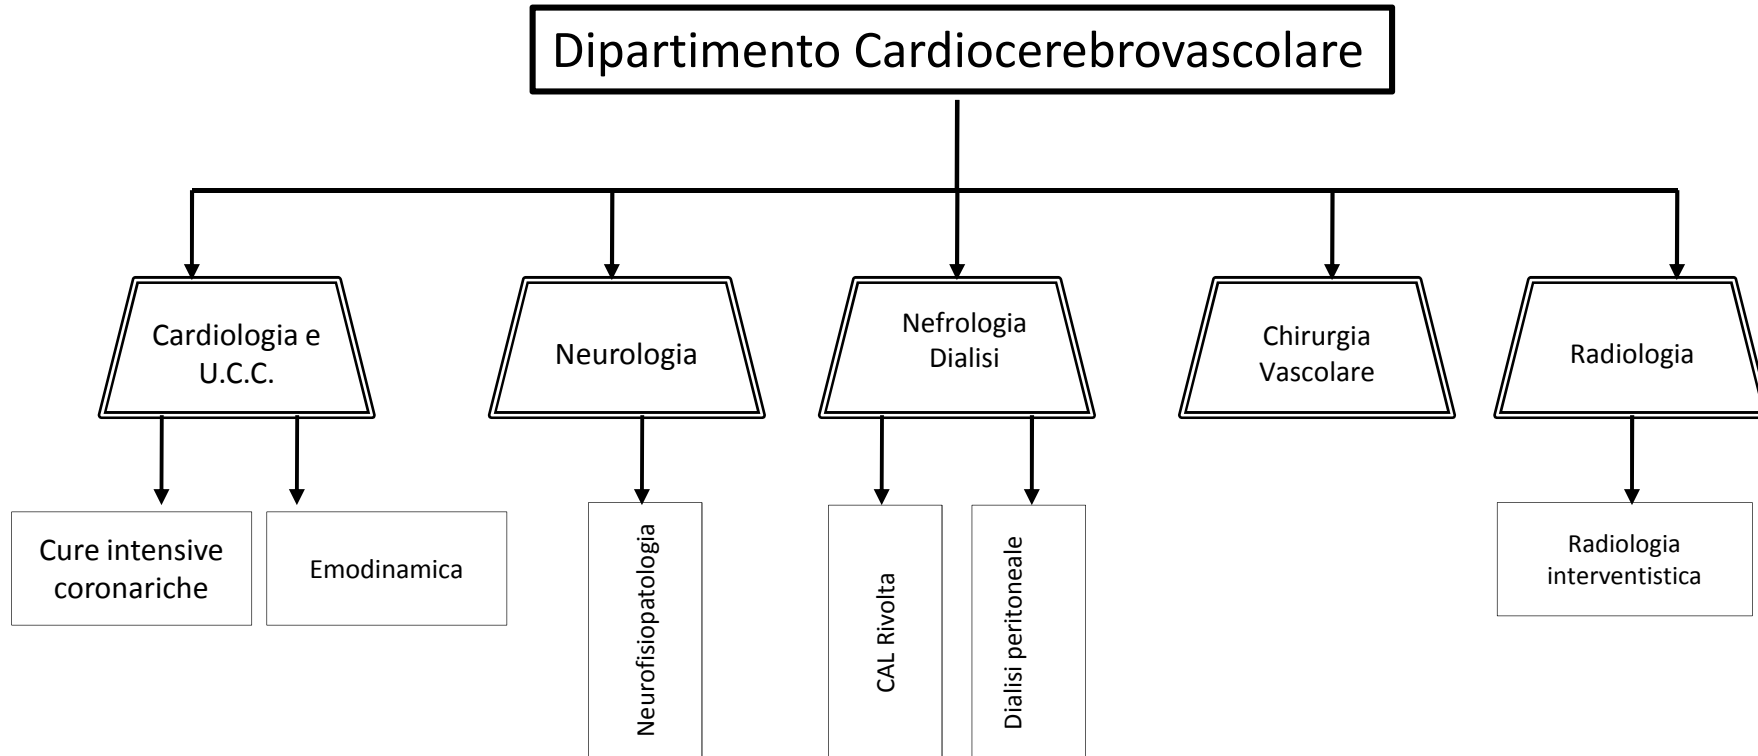 Dipartimento Cardiocerebrovascolare
Cardiologia e
U.C.C.
Neurologia
Nefrologia
Dialisi
Chirurgia
Vascolare
Radiologia
Cure intensive
coronariche
Emodinamica
Neurofisiopatologia
CAL Rivolta
Dialisi peritoneale
Radiologia
interventistica